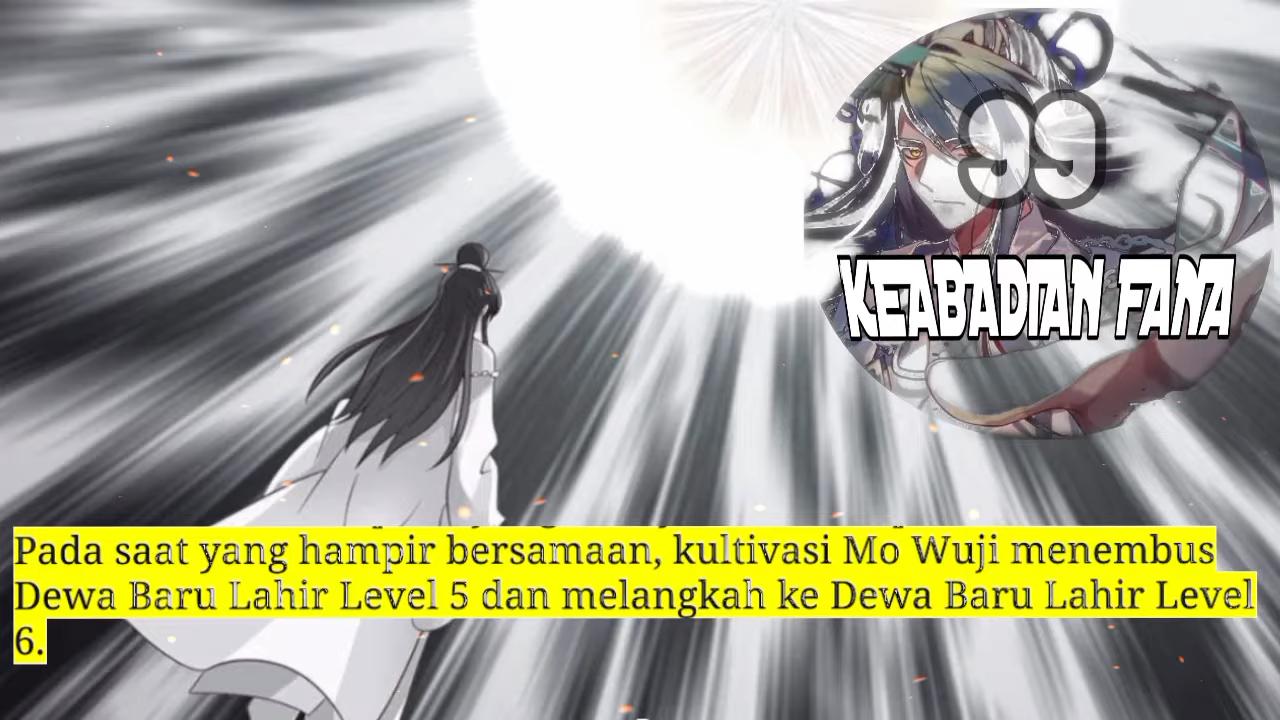 99
KEABADIAN FANA
Pada saat yang hampir bersamaan, kultivasi Mo Wuji menembus
Dewa Baru Lahir Level 5 dan melangkah ke Dewa Baru Lahir Level
6.